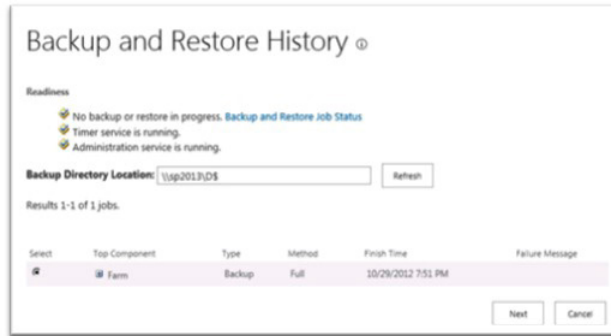 Backup and Restore History
Readiness
No backup or restore in progress. Backup and Restore Job Status
Timer service is running.
Administration service is running.
Backup Directory Location: \\sp2013\D$ Refresh
Results 1-1 of 1 jobs.
Select Top Component Type Method Finish Time Failure Message
Farm Backup Full 10/29/2012 7:51 PM
Next Cancel